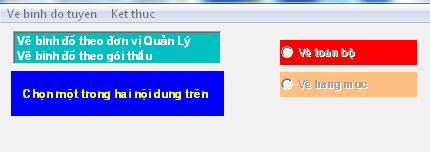 Ve binh do tuyen Ket thuc
Vẽ bình đồ theo đơn vị Quản Lý
Vẽ bình đồ theo gói thầu
Chọn một trong hai nội dung trên
Vẽ toàn bộ
Vẽ hạng mục